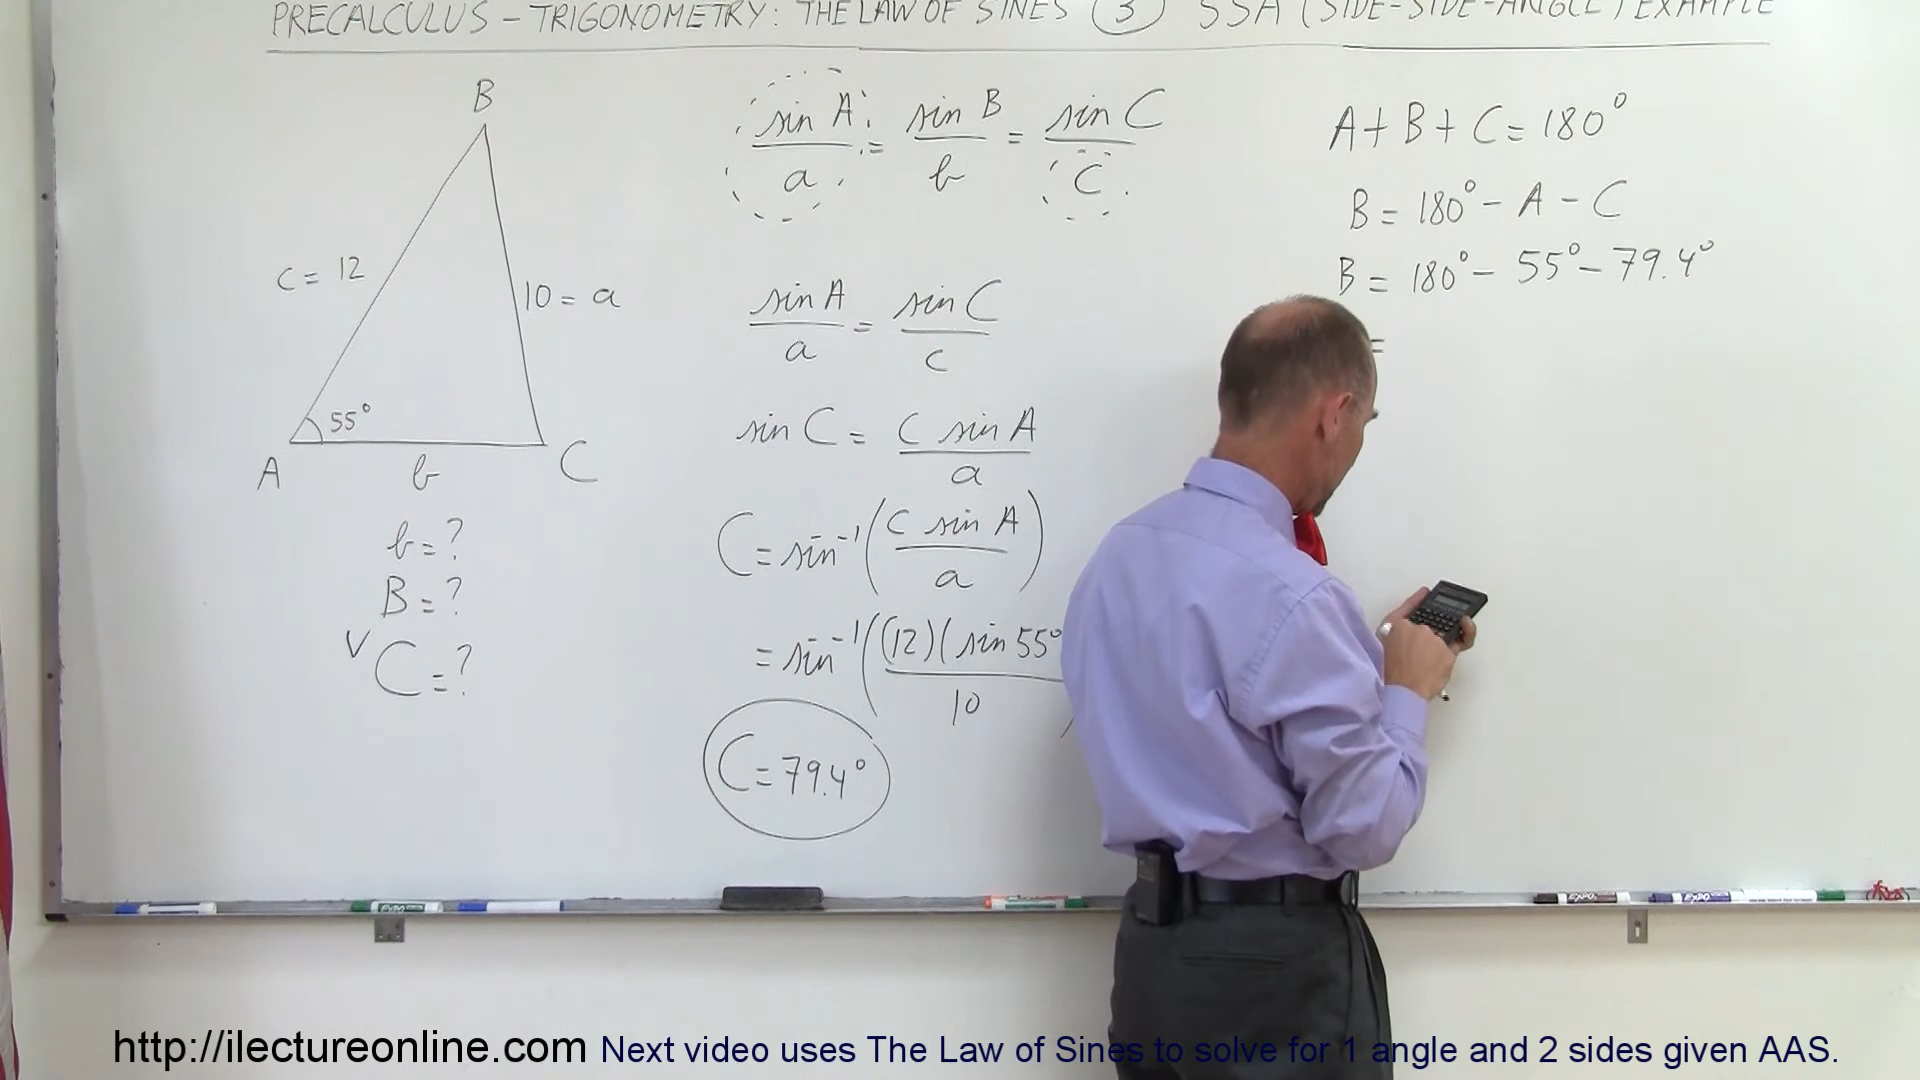 PRECALCULUS - TRIGONOMETRY: THE LAW OF SINES 3 SSA (SIDE-SIDE-ANGLE) EXAMPLE
B
c = 12
10 = a
55°
A
b
C
b = ?
B = ?
√ C = ?
sin A / a = sin B / b = sin C / c
sin A / a = sin C / c
sin C = c sin A / a
C = sin⁻¹ (c sin A / a)
= sin⁻¹ ((12)(sin 55° / 10
C = 79.4°
A + B + C = 180°
B = 180° - A - C
B = 180° - 55° - 79.4°
=
http://ilectureonline.com Next video uses The Law of Sines to solve for 1 angle and 2 sides given AAS.